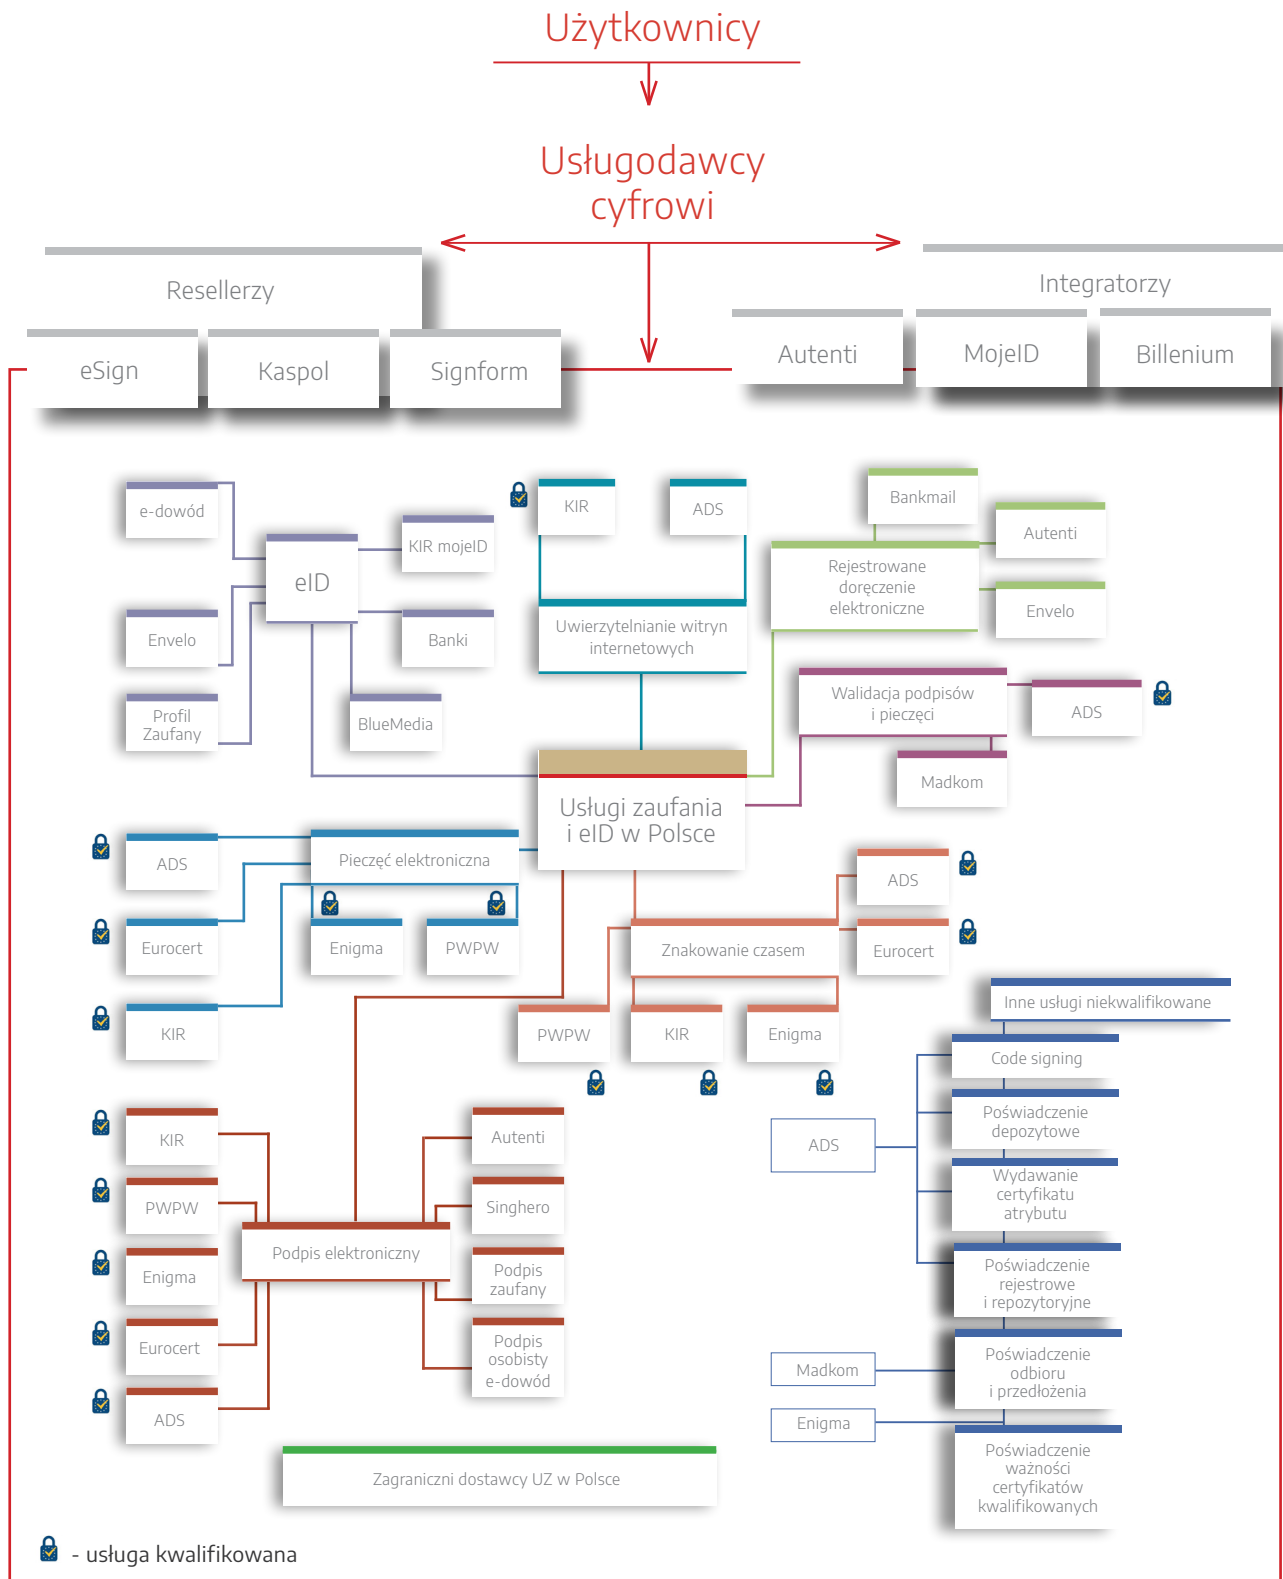 Użytkownicy
Usługodawcy
cyfrowi
Resellerzy
Integratorzy
eSign
Kaspol
Signform
Autenti
MojeID
Billenium
e-dowód
eID
KIR mojeID
Envelo
Banki
Profil
Zaufany
BlueMedia
KIR
ADS
Uwierzytelnianie witryn
internetowych
Bankmail
Autenti
Rejestrowane
doręczenie
elektroniczne
Envelo
Walidacja podpisów
i pieczęci
ADS
Madkom
Usługi zaufania
i eID w Polsce
ADS
Pieczęć elektroniczna
Eurocert
Enigma
PWPW
KIR
ADS
Znakowanie czasem
Eurocert
PWPW
KIR
Enigma
Inne usługi niekwalifikowane
Code signing
ADS
Poświadczenie
depozytowe
Wydawanie
certyfikatu
atrybutu
Poświadczenie
rejestrowe
i repozytoryjne
Madkom
Poświadczenie
odbioru
i przedłożenia
Enigma
Poświadczenie
ważności
certyfikatów
kwalifikowanych
KIR
PWPW
Enigma
Eurocert
ADS
Podpis elektroniczny
Autenti
Singhero
Podpis
zaufany
Podpis
osobisty
e-dowód
Zagraniczni dostawcy UZ w Polsce
- usługa kwalifikowana